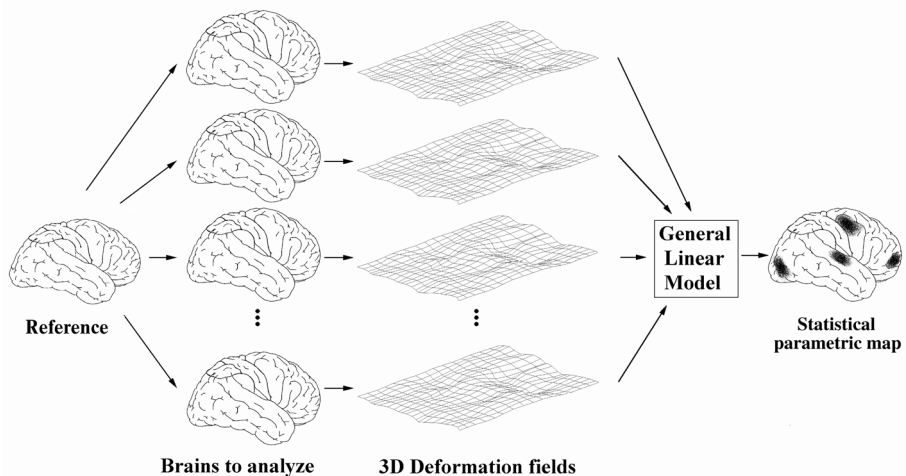 General
Linear
Model
Reference
Statistical
parametric map
Brains to analyze
3D Deformation fields